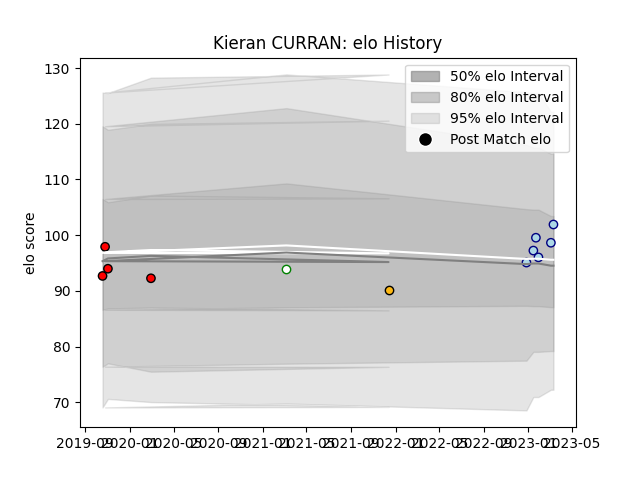 Kieran CURRAN: elo History
50% elo Interval
80% elo Interval
95% elo Interval
Post Match elo
elo score
130
120
110
100
90
80
70
2019-09 2020-01 2020-05 2020-09 2021-01 2021-05 2021-09 2022-01 2022-05 2022-09 2023-01 2023-05